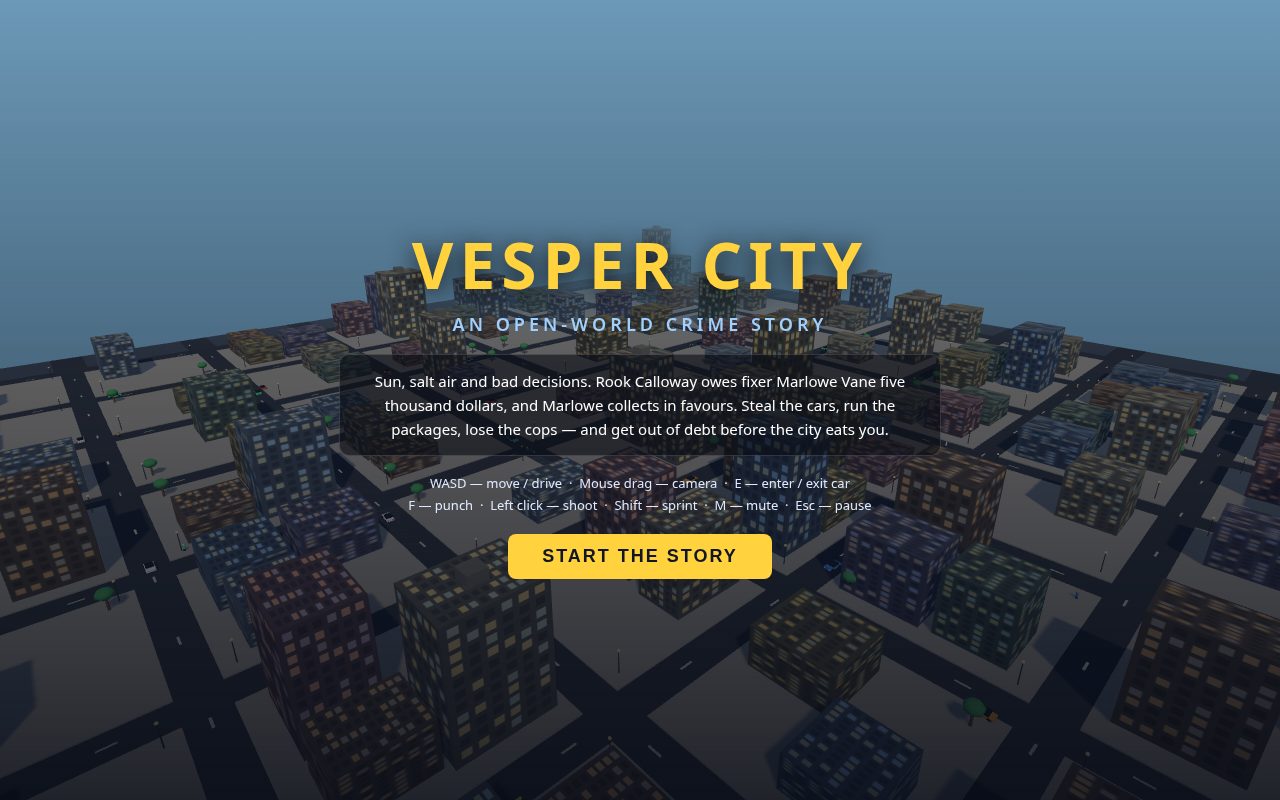 VESPER CITY
AN OPEN-WORLD CRIME STORY
Sun, salt air and bad decisions. Rook Calloway owes fixer Marlowe Vane five
thousand dollars, and Marlowe collects in favours. Steal the cars, run the
packages, lose the cops — and get out of debt before the city eats you.
WASD — move / drive · Mouse drag — camera · E — enter / exit car
F — punch · Left click — shoot · Shift — sprint · M — mute · Esc — pause
START THE STORY